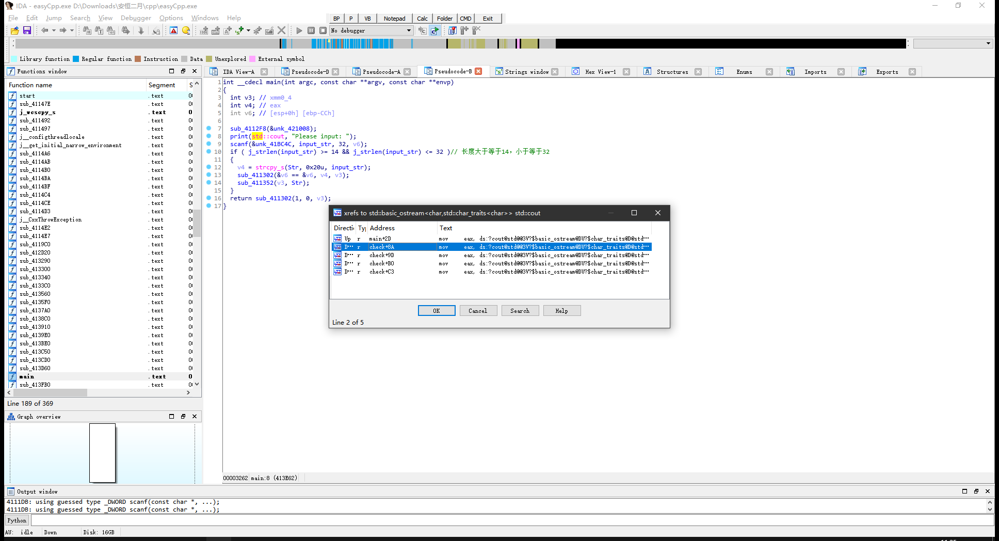 IDA - easyCpp.exe D:\Downloads\安恒二月\cpp\easyCpp.exe
File Edit Jump Search View Debugger Options Windows Help
BP P VB Notepad Calc Folder CMD Exit
No debugger
Library function Regular function Instruction Data Unexplored External symbol
Functions window
IDA View-A Pseudocode-D Pseudocode-A Pseudocode-B Strings window Hex View-1 Structures Enums Imports Exports
Function name Segment S
start .text 0
sub_41147E .text 0
j_wcscpy_s .text 0
sub_411492 .text 0
sub_411497 .text 0
j__configthreadlocale .text 0
j__get_initial_narrow_environment .text 0
sub_4114A6 .text 0
sub_4114AB .text 0
sub_4114B0 .text 0
sub_4114BA .text 0
sub_4114BF .text 0
sub_4114C4 .text 0
sub_4114CE .text 0
sub_4114D3 .text 0
j__CxxThrowException .text 0
sub_4114E2 .text 0
sub_4114E7 .text 0
sub_4119C0 .text 0
sub_412D20 .text 0
sub_413290 .text 0
sub_413300 .text 0
sub_413340 .text 0
sub_4133C0 .text 0
sub_413560 .text 0
sub_4135F0 .text 0
sub_4137A0 .text 0
sub_4138C0 .text 0
sub_413910 .text 0
sub_4139E0 .text 0
sub_413BE0 .text 0
sub_413C50 .text 0
sub_413CD0 .text 0
sub_413D60 .text 0
main .text 0
sub_413FB0 .text 0
Line 189 of 369
Graph overview
1 int __cdecl main(int argc, const char **argv, const char **envp)
2 {
3 int v3; // xmm0_4
4 int v4; // eax
5 int v6; // [esp+0h] [ebp-CCh]
6
7 sub_4112F8(&unk_421008);
8 print(std::cout, "Please input: ");
9 scanf(&unk_41BC4C, input_str, 32, v6);
10 if ( j_strlen(input_str) >= 14 && j_strlen(input_str) <= 32 )// 长度大于等于14，小于等于32
11 {
12 v4 = strcpy_s(Str, 0x20u, input_str);
13 sub_411302(&v6 == &v6, v4, v3);
14 sub_411352(v3, Str);
15 }
16 return sub_411302(1, 0, v3);
17 }
xrefs to std::basic_ostream<char,std::char_traits<char>> std::cout
Directi Typ Address Text
Up r main+2D mov eax, ds:?cout@std@@3V?$basic_ostream@DU?$char_traits@D@std···
D··· r check+8A mov eax, ds:?cout@std@@3V?$basic_ostream@DU?$char_traits@D@std···
D··· r check+9D mov eax, ds:?cout@std@@3V?$basic_ostream@DU?$char_traits@D@std···
D··· r check+B0 mov eax, ds:?cout@std@@3V?$basic_ostream@DU?$char_traits@D@std···
D··· r check+C3 mov eax, ds:?cout@std@@3V?$basic_ostream@DU?$char_traits@D@std···
OK Cancel Search Help
Line 2 of 5
00003262 main:8 (413E62)
Output window
4111DB: using guessed type _DWORD scanf(const char *, ...);
4111DB: using guessed type _DWORD scanf(const char *, ...);
Python
AU: idle Down Disk: 16GB